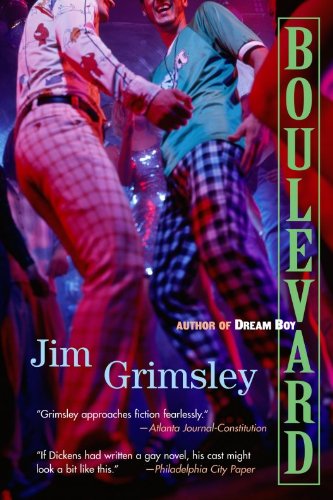 BOULEVARD
AUTHOR OF DREAM BOY
Jim Grimsley
“Grimsley approaches fiction fearlessly.”
—Atlanta Journal-Constitution
“If Dickens had written a gay novel, his cast might
look a bit like this.” —Philadelphia City Paper